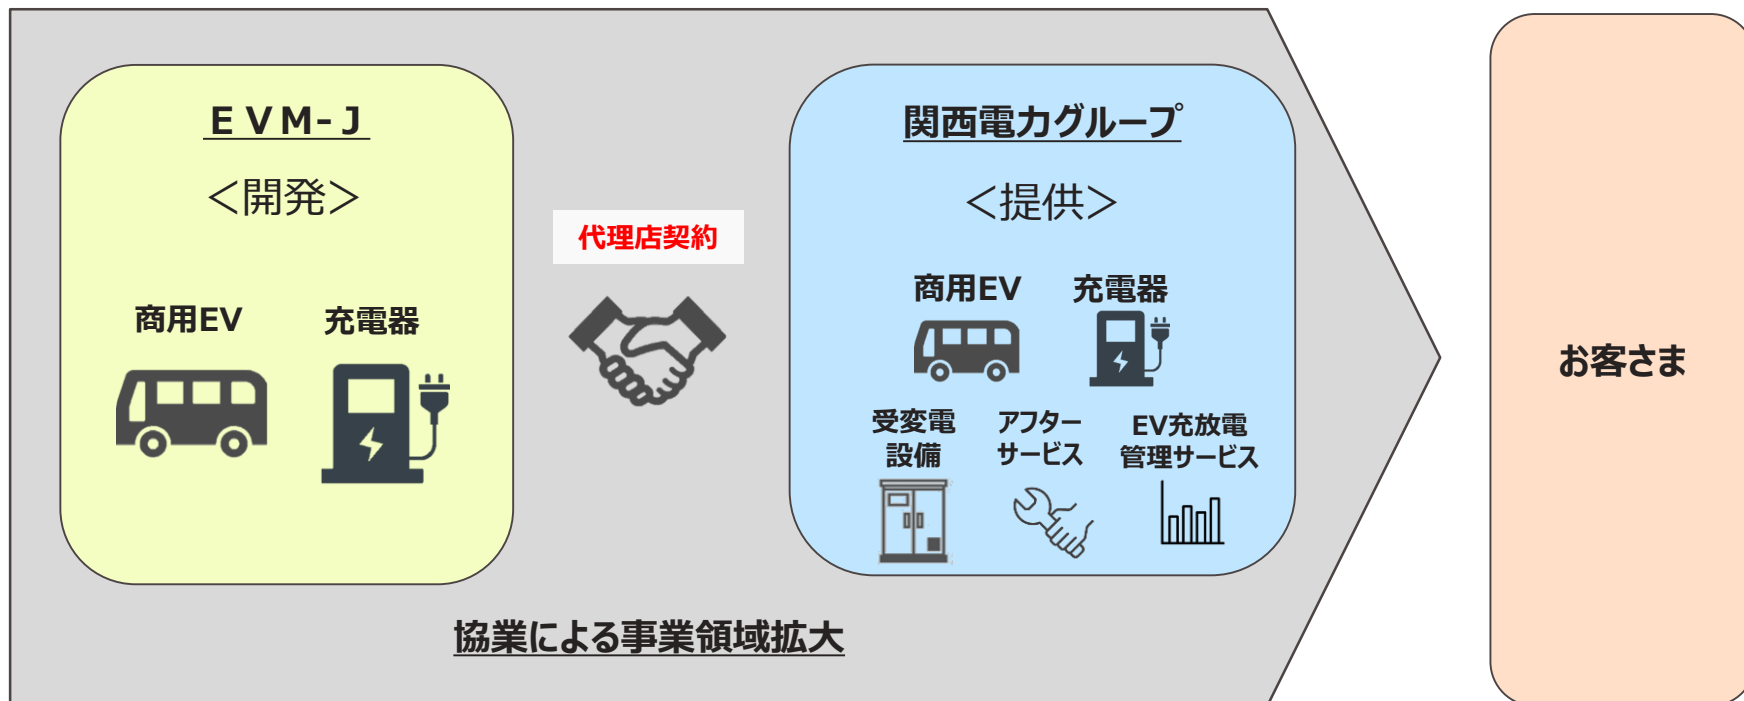 EVM-J
<開発>
商用EV
充電器
代理店契約
関西電力グループ
<提供>
商用EV
充電器
受変電
設備
アフター
サービス
EV充放電
管理サービス
協業による事業領域拡大
お客さま